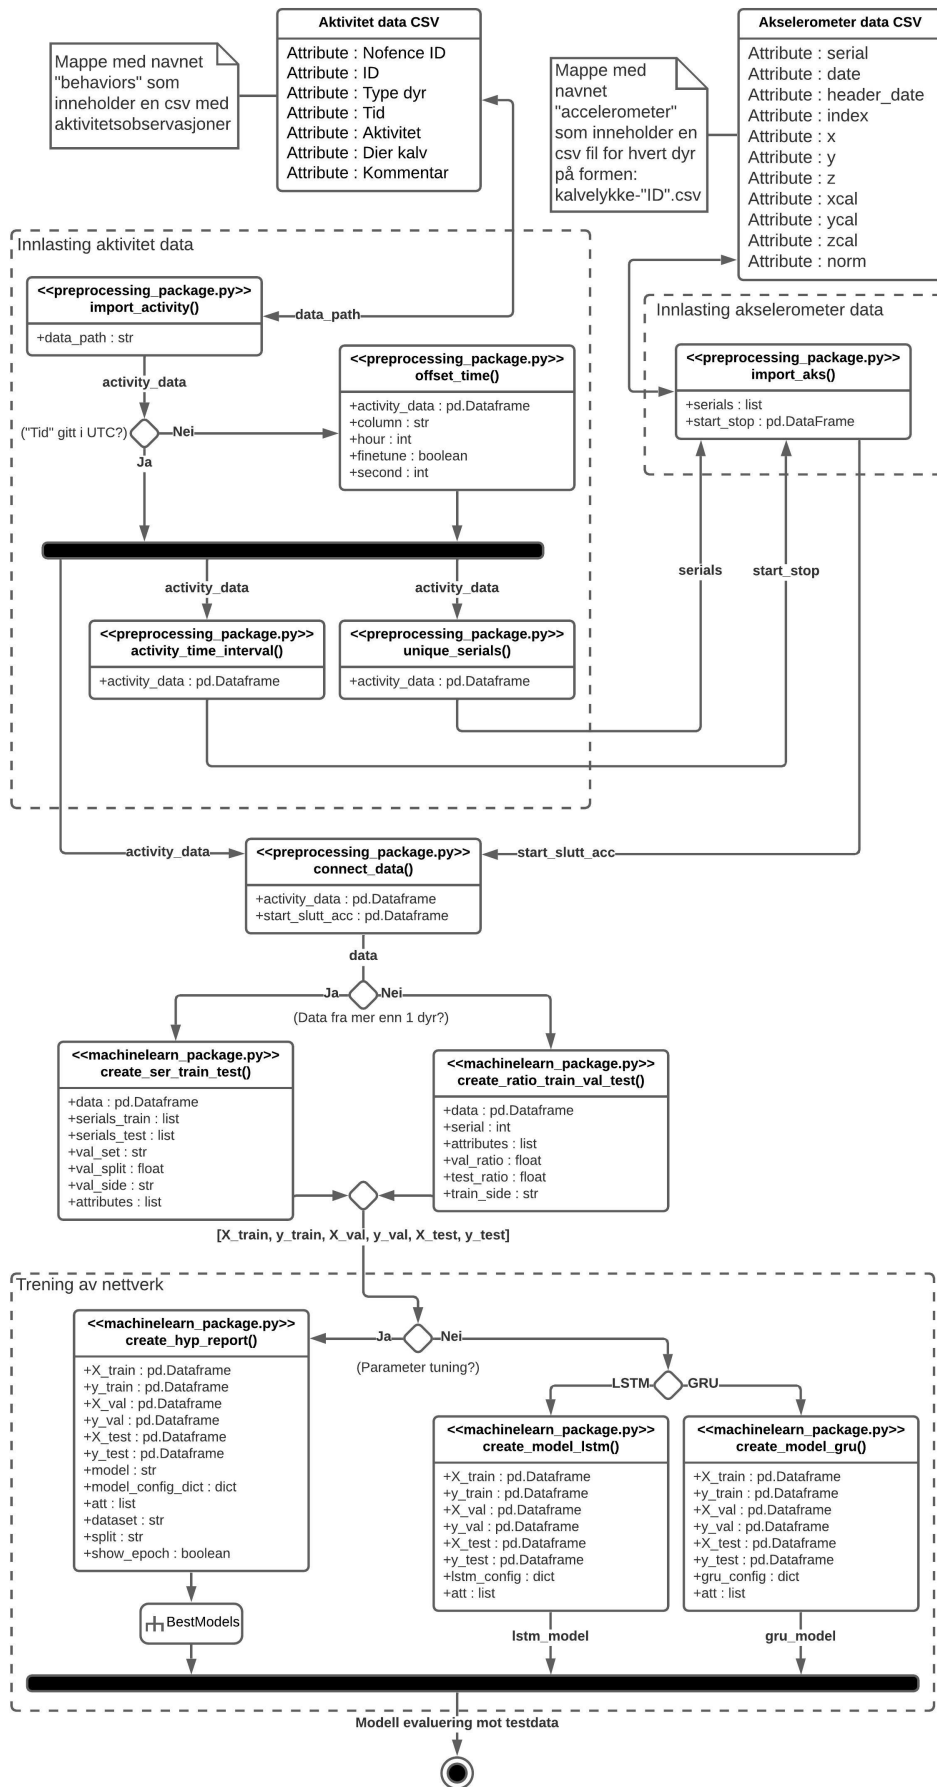 Aktivitet data CSV
Attribute : Nofence ID
Attribute : ID
Attribute : Type dyr
Attribute : Tid
Attribute : Aktivitet
Attribute : Dier kalv
Attribute : Kommentar
Mappe med navnet
"behaviors" som
inneholder en csv med
aktivitetsobservasjoner
Akselerometer data CSV
Attribute : serial
Attribute : date
Attribute : header_date
Attribute : index
Attribute : x
Attribute : y
Attribute : z
Attribute : xcal
Attribute : ycal
Attribute : zcal
Attribute : norm
Mappe med
navnet
"accelerometer"
som inneholder en
csv fil for hvert dyr
på formen:
kalvelykke-"ID".csv
Innlasting aktivitet data
<<preprocessing_package.py>>
import_activity()
+data_path : str
data_path
activity_data
("Tid" gitt i UTC?)
Nei
Ja
<<preprocessing_package.py>>
offset_time()
+activity_data : pd.Dataframe
+column : str
+hour : int
+finetune : boolean
+second : int
Innlasting akselerometer data
<<preprocessing_package.py>>
import_aks()
+serials : list
+start_stop : pd.DataFrame
activity_data
activity_data
serials
start_stop
<<preprocessing_package.py>>
activity_time_interval()
+activity_data : pd.Dataframe
<<preprocessing_package.py>>
unique_serials()
+activity_data : pd.Dataframe
activity_data
start_slutt_acc
<<preprocessing_package.py>>
connect_data()
+activity_data : pd.Dataframe
+start_slutt_acc : pd.Dataframe
data
Ja
Nei
(Data fra mer enn 1 dyr?)
<<machinelearn_package.py>>
create_ser_train_test()
+data : pd.Dataframe
+serials_train : list
+serials_test : list
+val_set : str
+val_split : float
+val_side : str
+attributes : list
<<machinelearn_package.py>>
create_ratio_train_val_test()
+data : pd.Dataframe
+serial : int
+attributes : list
+val_ratio : float
+test_ratio : float
+train_side : str
[X_train, y_train, X_val, y_val, X_test, y_test]
Trening av nettverk
Ja
Nei
(Parameter tuning?)
<<machinelearn_package.py>>
create_hyp_report()
+X_train : pd.Dataframe
+y_train : pd.Dataframe
+X_val : pd.Dataframe
+y_val : pd.Dataframe
+X_test : pd.Dataframe
+y_test : pd.Dataframe
+model : str
+model_config_dict : dict
+att : list
+dataset : str
+split : str
+show_epoch : boolean
LSTM
GRU
<<machinelearn_package.py>>
create_model_lstm()
+X_train : pd.Dataframe
+y_train : pd.Dataframe
+X_val : pd.Dataframe
+y_val : pd.Dataframe
+X_test : pd.Dataframe
+y_test : pd.Dataframe
+lstm_config : dict
+att : list
<<machinelearn_package.py>>
create_model_gru()
+X_train : pd.Dataframe
+y_train : pd.Dataframe
+X_val : pd.Dataframe
+y_val : pd.Dataframe
+X_test : pd.Dataframe
+y_test : pd.Dataframe
+gru_config : dict
+att : list
BestModels
lstm_model
gru_model
Modell evaluering mot testdata